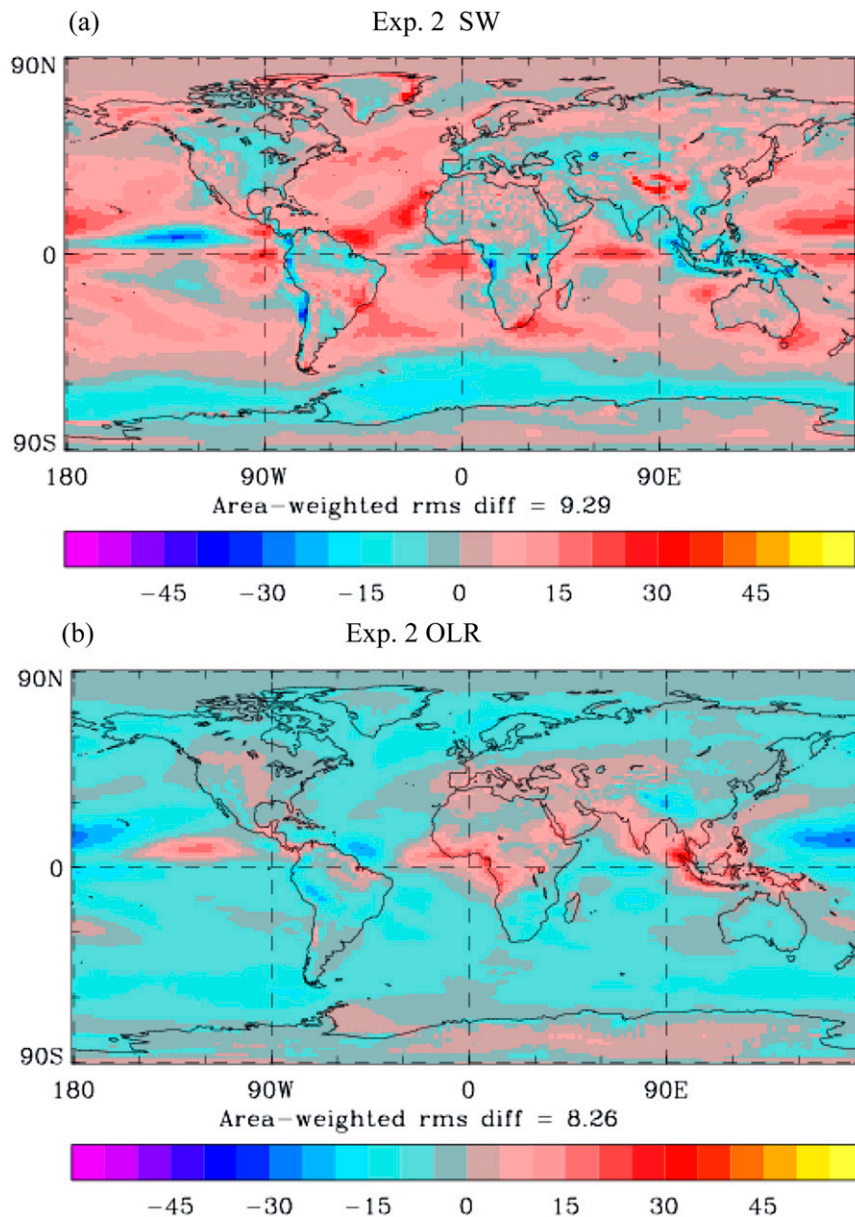 (a) Exp. 2 SW
90N
0
90S
180 90W 0 90E
Area-weighted rms diff = 9.29
-45 -30 -15 0 15 30 45
(b) Exp. 2 OLR
90N
0
90S
180 90W 0 90E
Area-weighted rms diff = 8.26
-45 -30 -15 0 15 30 45